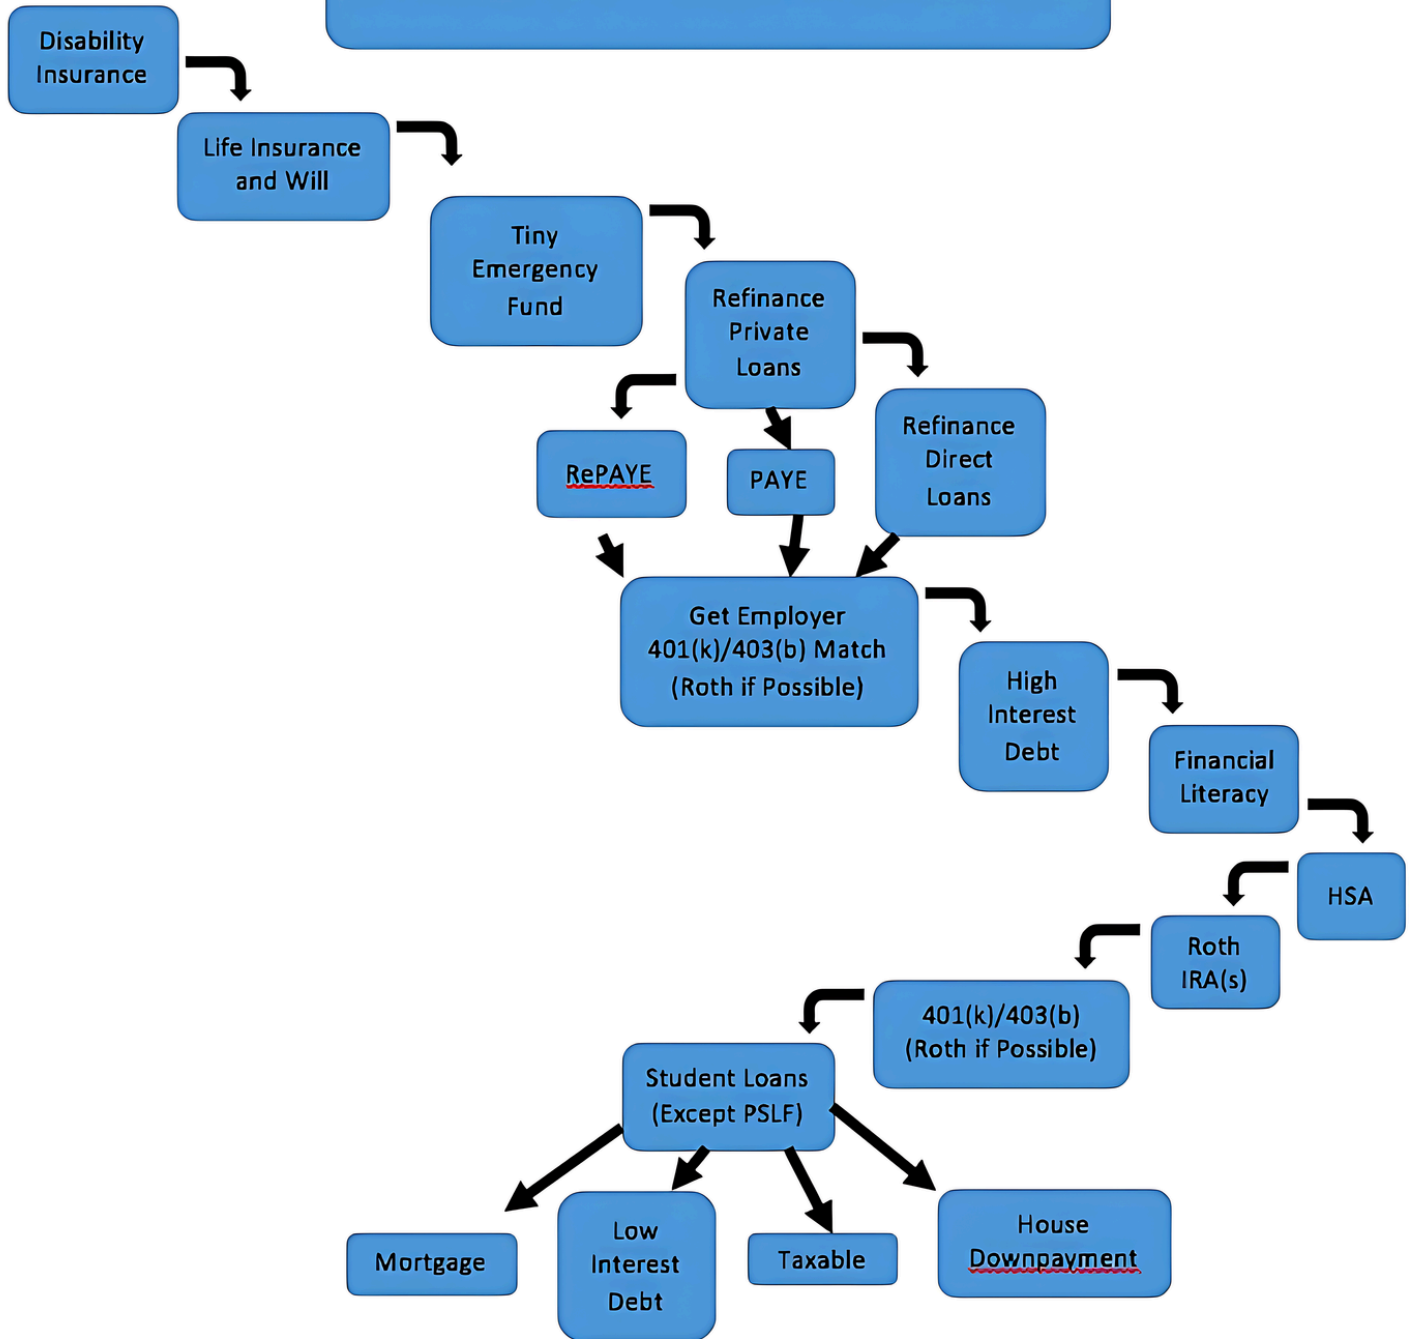 Disability
Insurance
Life Insurance
and Will
Tiny
Emergency
Fund
Refinance
Private
Loans
RePAYE
PAYE
Refinance
Direct
Loans
Get Employer
401(k)/403(b) Match
(Roth if Possible)
High
Interest
Debt
Financial
Literacy
HSA
Roth
IRA(s)
401(k)/403(b)
(Roth if Possible)
Student Loans
(Except PSLF)
Mortgage
Low
Interest
Debt
Taxable
House
Downpayment